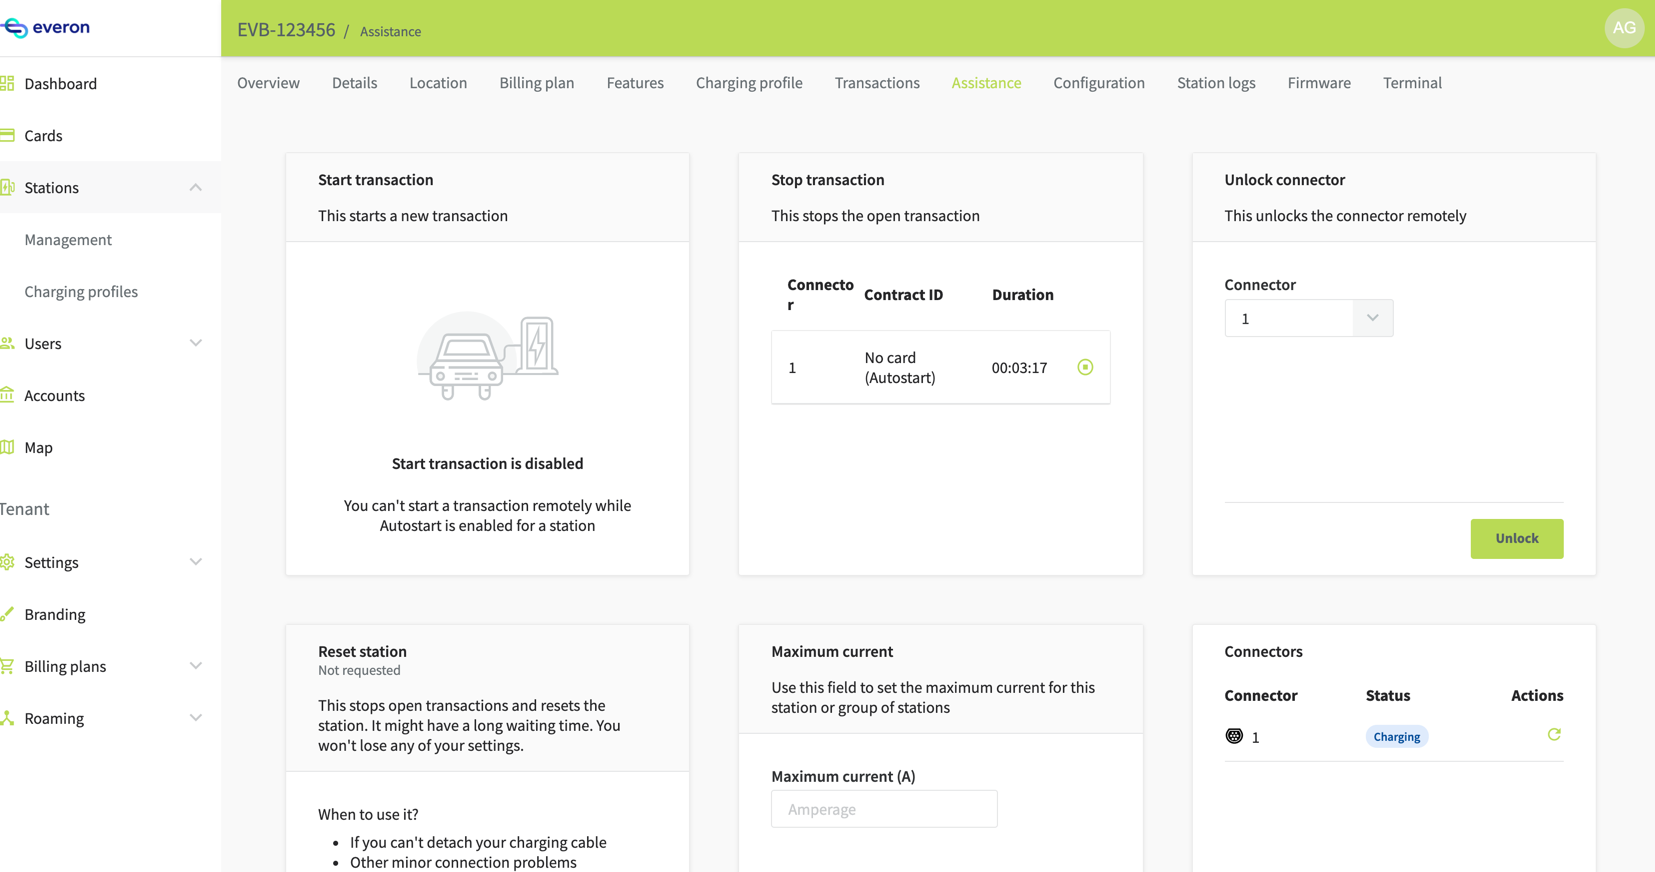 everon
EVB-123456 / Assistance
AG
Dashboard
Cards
Stations
Management
Charging profiles
Users
Accounts
Map
Tenant
Settings
Branding
Billing plans
Roaming
Overview Details Location Billing plan Features Charging profile Transactions Assistance Configuration Station logs Firmware Terminal
Start transaction
This starts a new transaction
Start transaction is disabled
You can't start a transaction remotely while
Autostart is enabled for a station
Stop transaction
This stops the open transaction
Connecto
r
Contract ID
Duration
1
No card
(Autostart)
00:03:17
Unlock connector
This unlocks the connector remotely
Connector
1
Unlock
Reset station
Not requested
This stops open transactions and resets the
station. It might have a long waiting time. You
won't lose any of your settings.
When to use it?
• If you can't detach your charging cable
• Other minor connection problems
Maximum current
Use this field to set the maximum current for this
station or group of stations
Maximum current (A)
Amperage
Connectors
Connector Status Actions
1 Charging